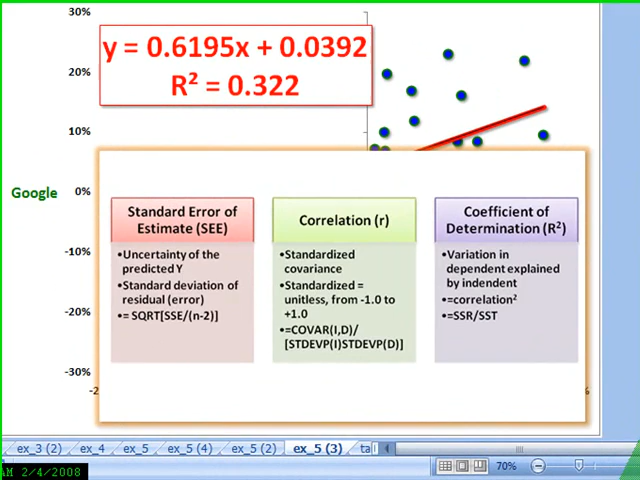 30%
y = 0.6195x + 0.0392
20%
R² = 0.322
10%
Google
0%
-10%
-20%
-30%
Standard Error of
Estimate (SEE)
•Uncertainty of the
predicted Y
•Standard deviation of
residual (error)
•= SQRT[SSE/(n-2)]
Correlation (r)
•Standardized
covariance
•Standardized =
unitless, from -1.0 to
+1.0
•=COVAR(I,D)/
[STDEVP(I)STDEVP(D)]
Coefficient of
Determination (R²)
•Variation in
dependent explained
by indendent
•=correlation²
•=SSR/SST
-2
%
ex_3 (2) ex_4 ex_5 ex_5 (4) ex_5 (2) ex_5 (3) ta
AM 2/4/2008
70%